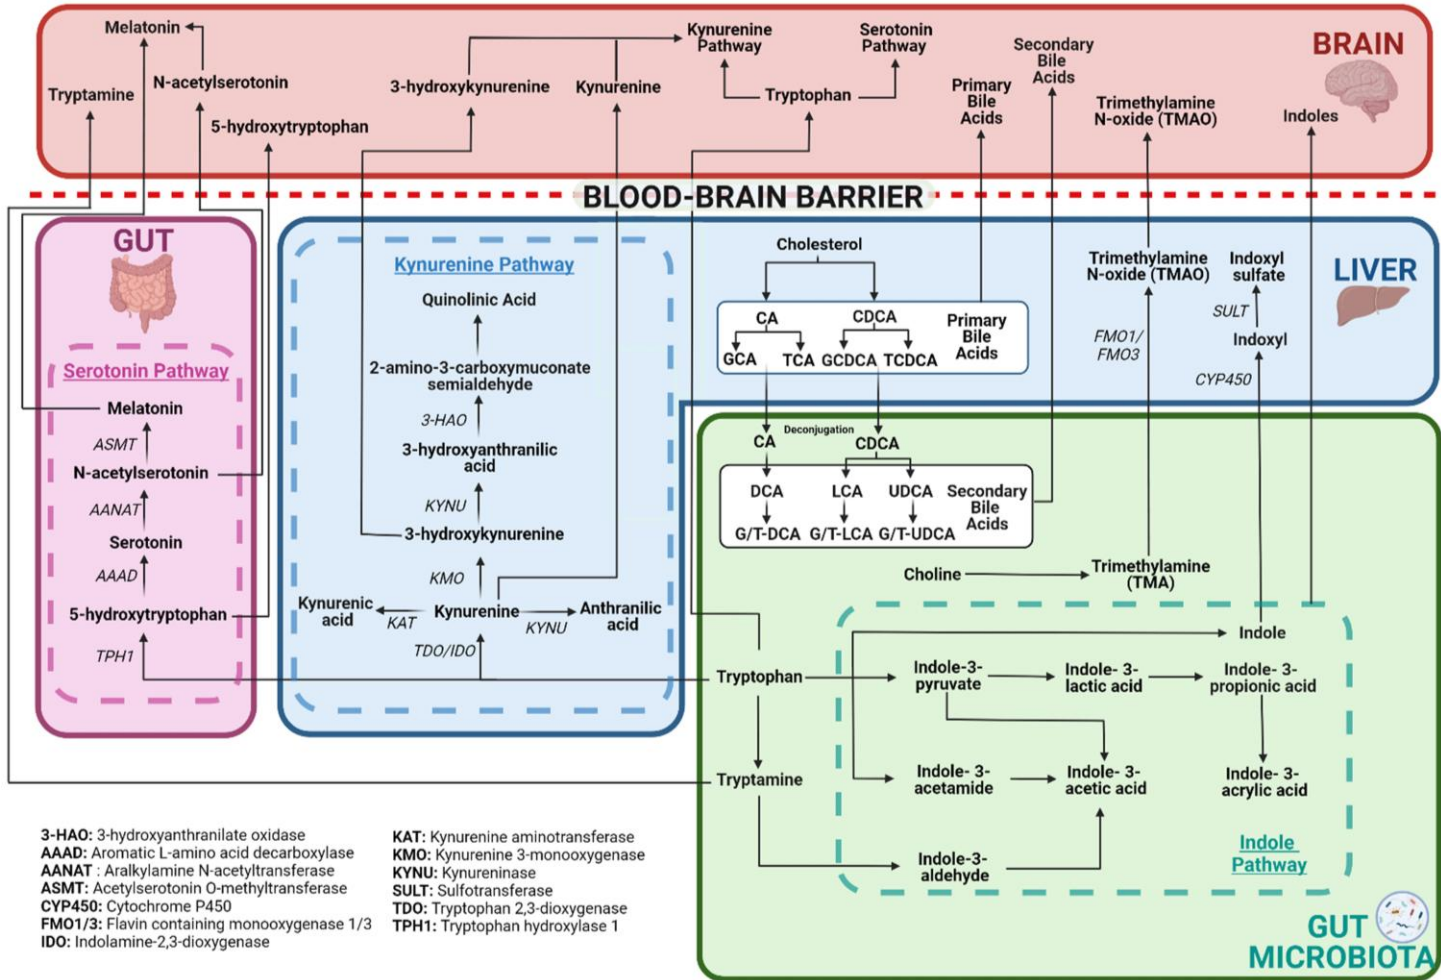 BRAIN
Melatonin
N-acetylserotonin
Tryptamine
5-hydroxytryptophan
3-hydroxykynurenine
Kynurenine
Kynurenine
Pathway
Serotonin
Pathway
Tryptophan
Primary
Bile
Acids
Secondary
Bile
Acids
Trimethylamine
N-oxide (TMAO)
Indoles
BLOOD-BRAIN BARRIER
GUT
Serotonin Pathway
Melatonin
ASMT
N-acetylserotonin
AANAT
Serotonin
AAAD
5-hydroxytryptophan
TPH1
Kynurenine Pathway
Quinolinic Acid
2-amino-3-carboxymuconate
semialdehyde
3-HAO
3-hydroxyanthranilic
acid
KYNU
3-hydroxykynurenine
KMO
Kynurenic
acid
KAT
Kynurenine
KYNU
Anthranilic
acid
TDO/IDO
LIVER
Cholesterol
CA
CDCA
GCA
TCA
GCDCA
TCDCA
Primary
Bile
Acids
Trimethylamine
N-oxide (TMAO)
FMO1/
FMO3
Indoxyl
sulfate
SULT
Indoxyl
CYP450
CA
Deconjugation
CDCA
DCA
LCA
UDCA
G/T-DCA
G/T-LCA
G/T-UDCA
Secondary
Bile
Acids
Choline
Trimethylamine
(TMA)
Indole
Tryptophan
Indole-3-
pyruvate
Indole- 3-
lactic acid
Indole- 3-
propionic acid
Tryptamine
Indole- 3-
acetamide
Indole- 3-
acetic acid
Indole- 3-
acrylic acid
Indole-3-
aldehyde
Indole
Pathway
GUT
MICROBIOTA
3-HAO: 3-hydroxyanthranilate oxidase
AAAD: Aromatic L-amino acid decarboxylase
AANAT : Aralkylamine N-acetyltransferase
ASMT: Acetylserotonin O-methyltransferase
CYP450: Cytochrome P450
FMO1/3: Flavin containing monooxygenase 1/3
IDO: Indolamine-2,3-dioxygenase
KAT: Kynurenine aminotransferase
KMO: Kynurenine 3-monooxygenase
KYNU: Kynureninase
SULT: Sulfotransferase
TDO: Tryptophan 2,3-dioxygenase
TPH1: Tryptophan hydroxylase 1